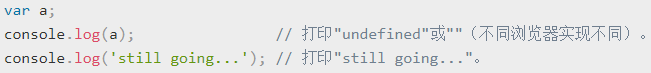 var a;
console.log(a);                  // 打印"undefined"或""（不同浏览器实现不同）。
console.log('still going...'); // 打印"still going..."。